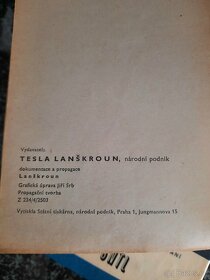 Vydavatel:
TESLA LANŠKROUN, národní podnik
dokumentace a propagace
Lanškroun
Grafická úprava Jiří Srb
Propagační tvorba
Z 234/4/2503
Vytiskla Státní tiskárna, národní podnik, Praha 1, Jungmannova 15